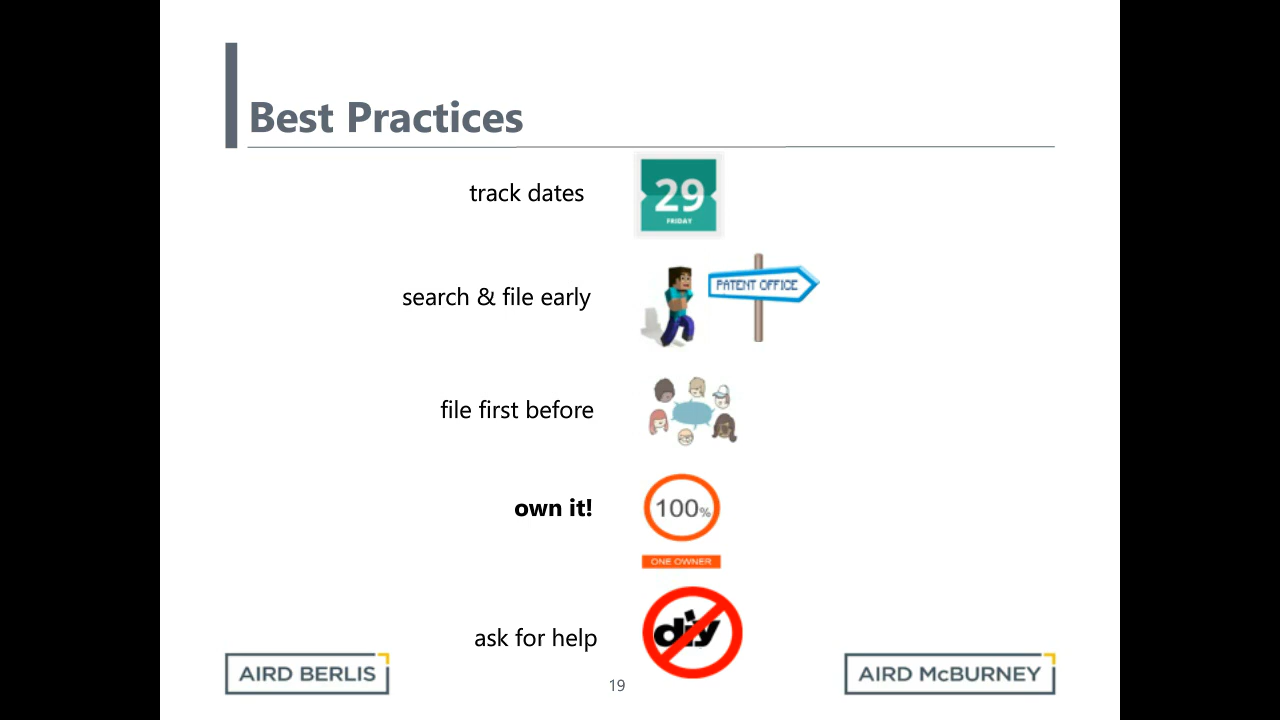 Best Practices
track dates
29
FRIDAY
search & file early
PATENT OFFICE
file first before
own it!
100%
ONE OWNER
ask for help
diy
AIRD BERLIS
19
AIRD McBURNEY